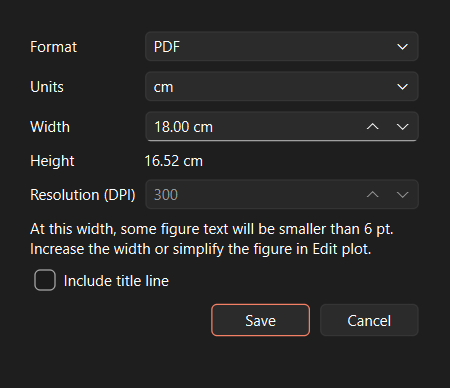 Format PDF
Units cm
Width 18.00 cm
Height 16.52 cm
Resolution (DPI) 300
At this width, some figure text will be smaller than 6 pt.
Increase the width or simplify the figure in Edit plot.
Include title line
Save Cancel